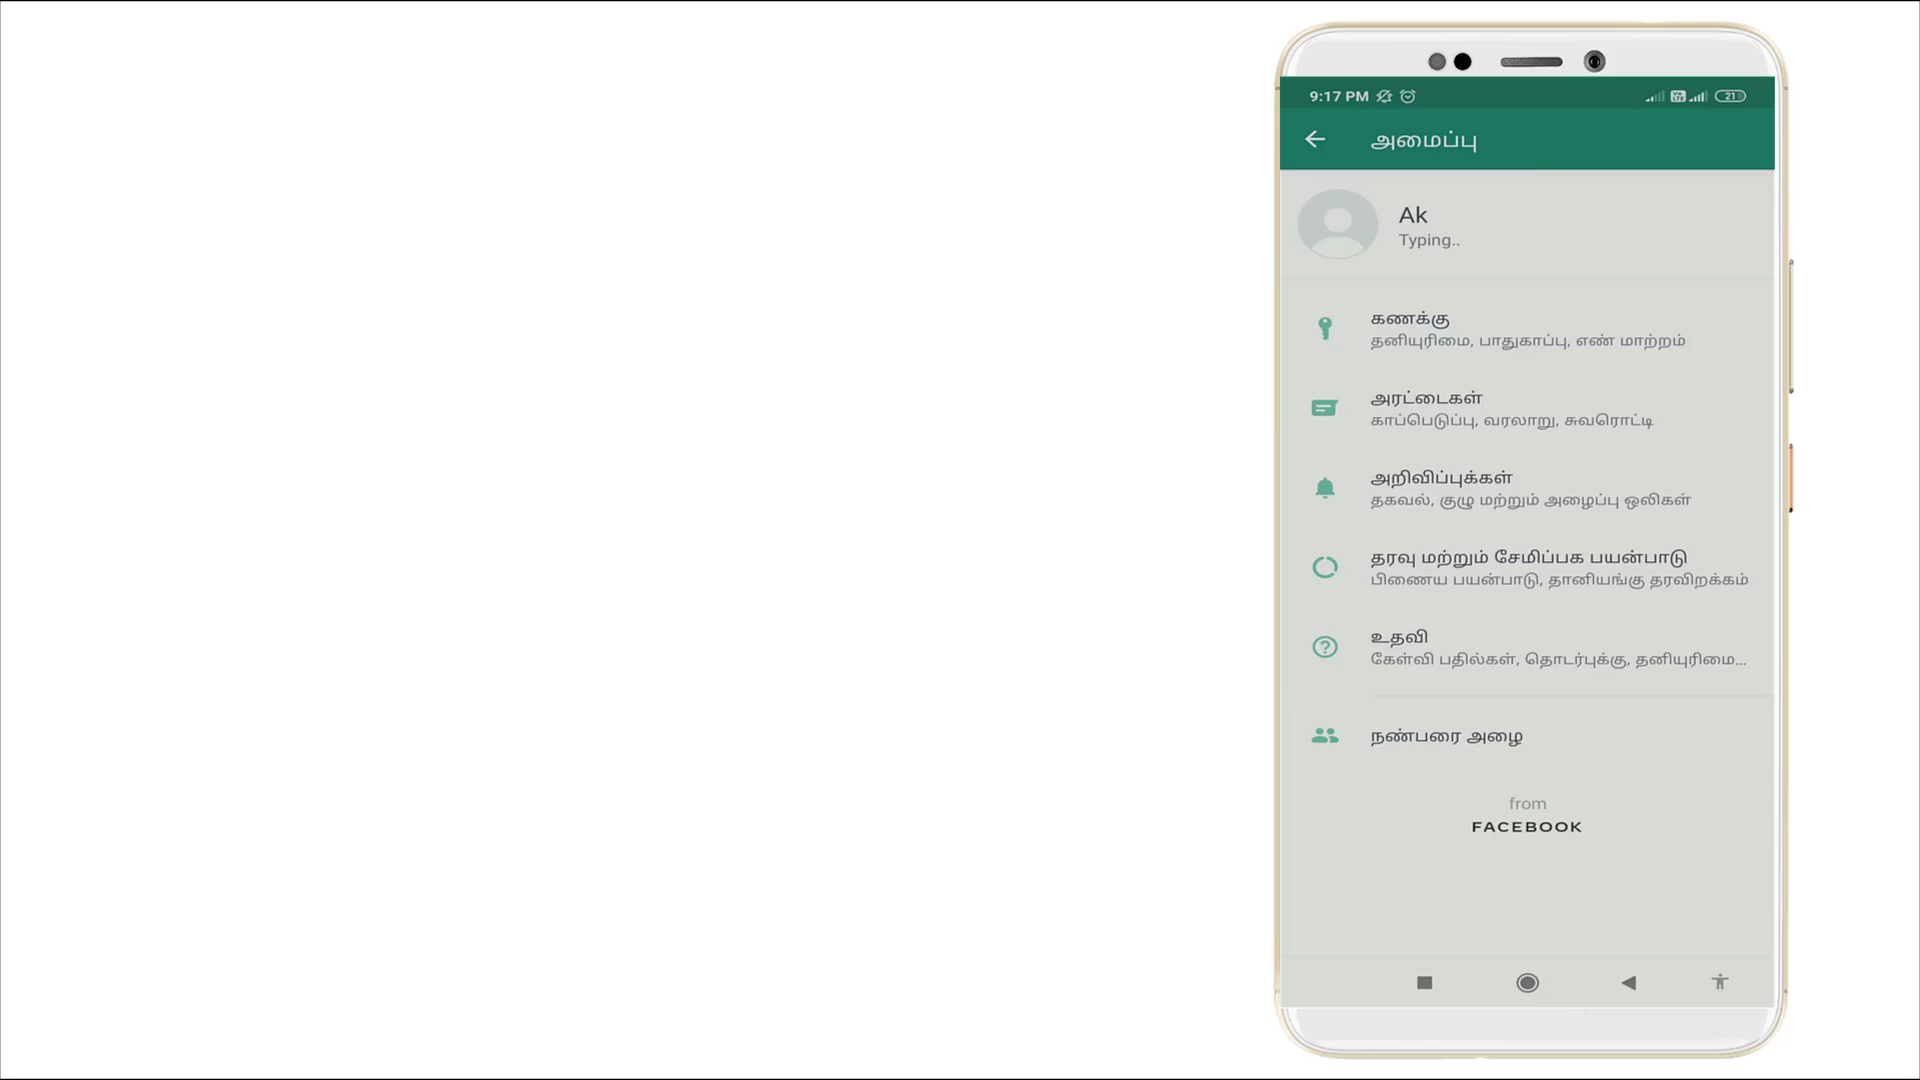 9:17 PM
21
அமைப்பு
Ak
Typing..
கணக்கு
தனியுரிமை, பாதுகாப்பு, எண் மாற்றம்
அரட்டைகள்
காப்பெடுப்பு, வரலாறு, சுவரொட்டி
அறிவிப்புக்கள்
தகவல், குழு மற்றும் அழைப்பு ஒலிகள்
தரவு மற்றும் சேமிப்பக பயன்பாடு
பிணைய பயன்பாடு, தானியங்கு தரவிறக்கம்
உதவி
கேள்வி பதில்கள், தொடர்புக்கு, தனியுரிமை...
நண்பரை அழை
from
FACEBOOK